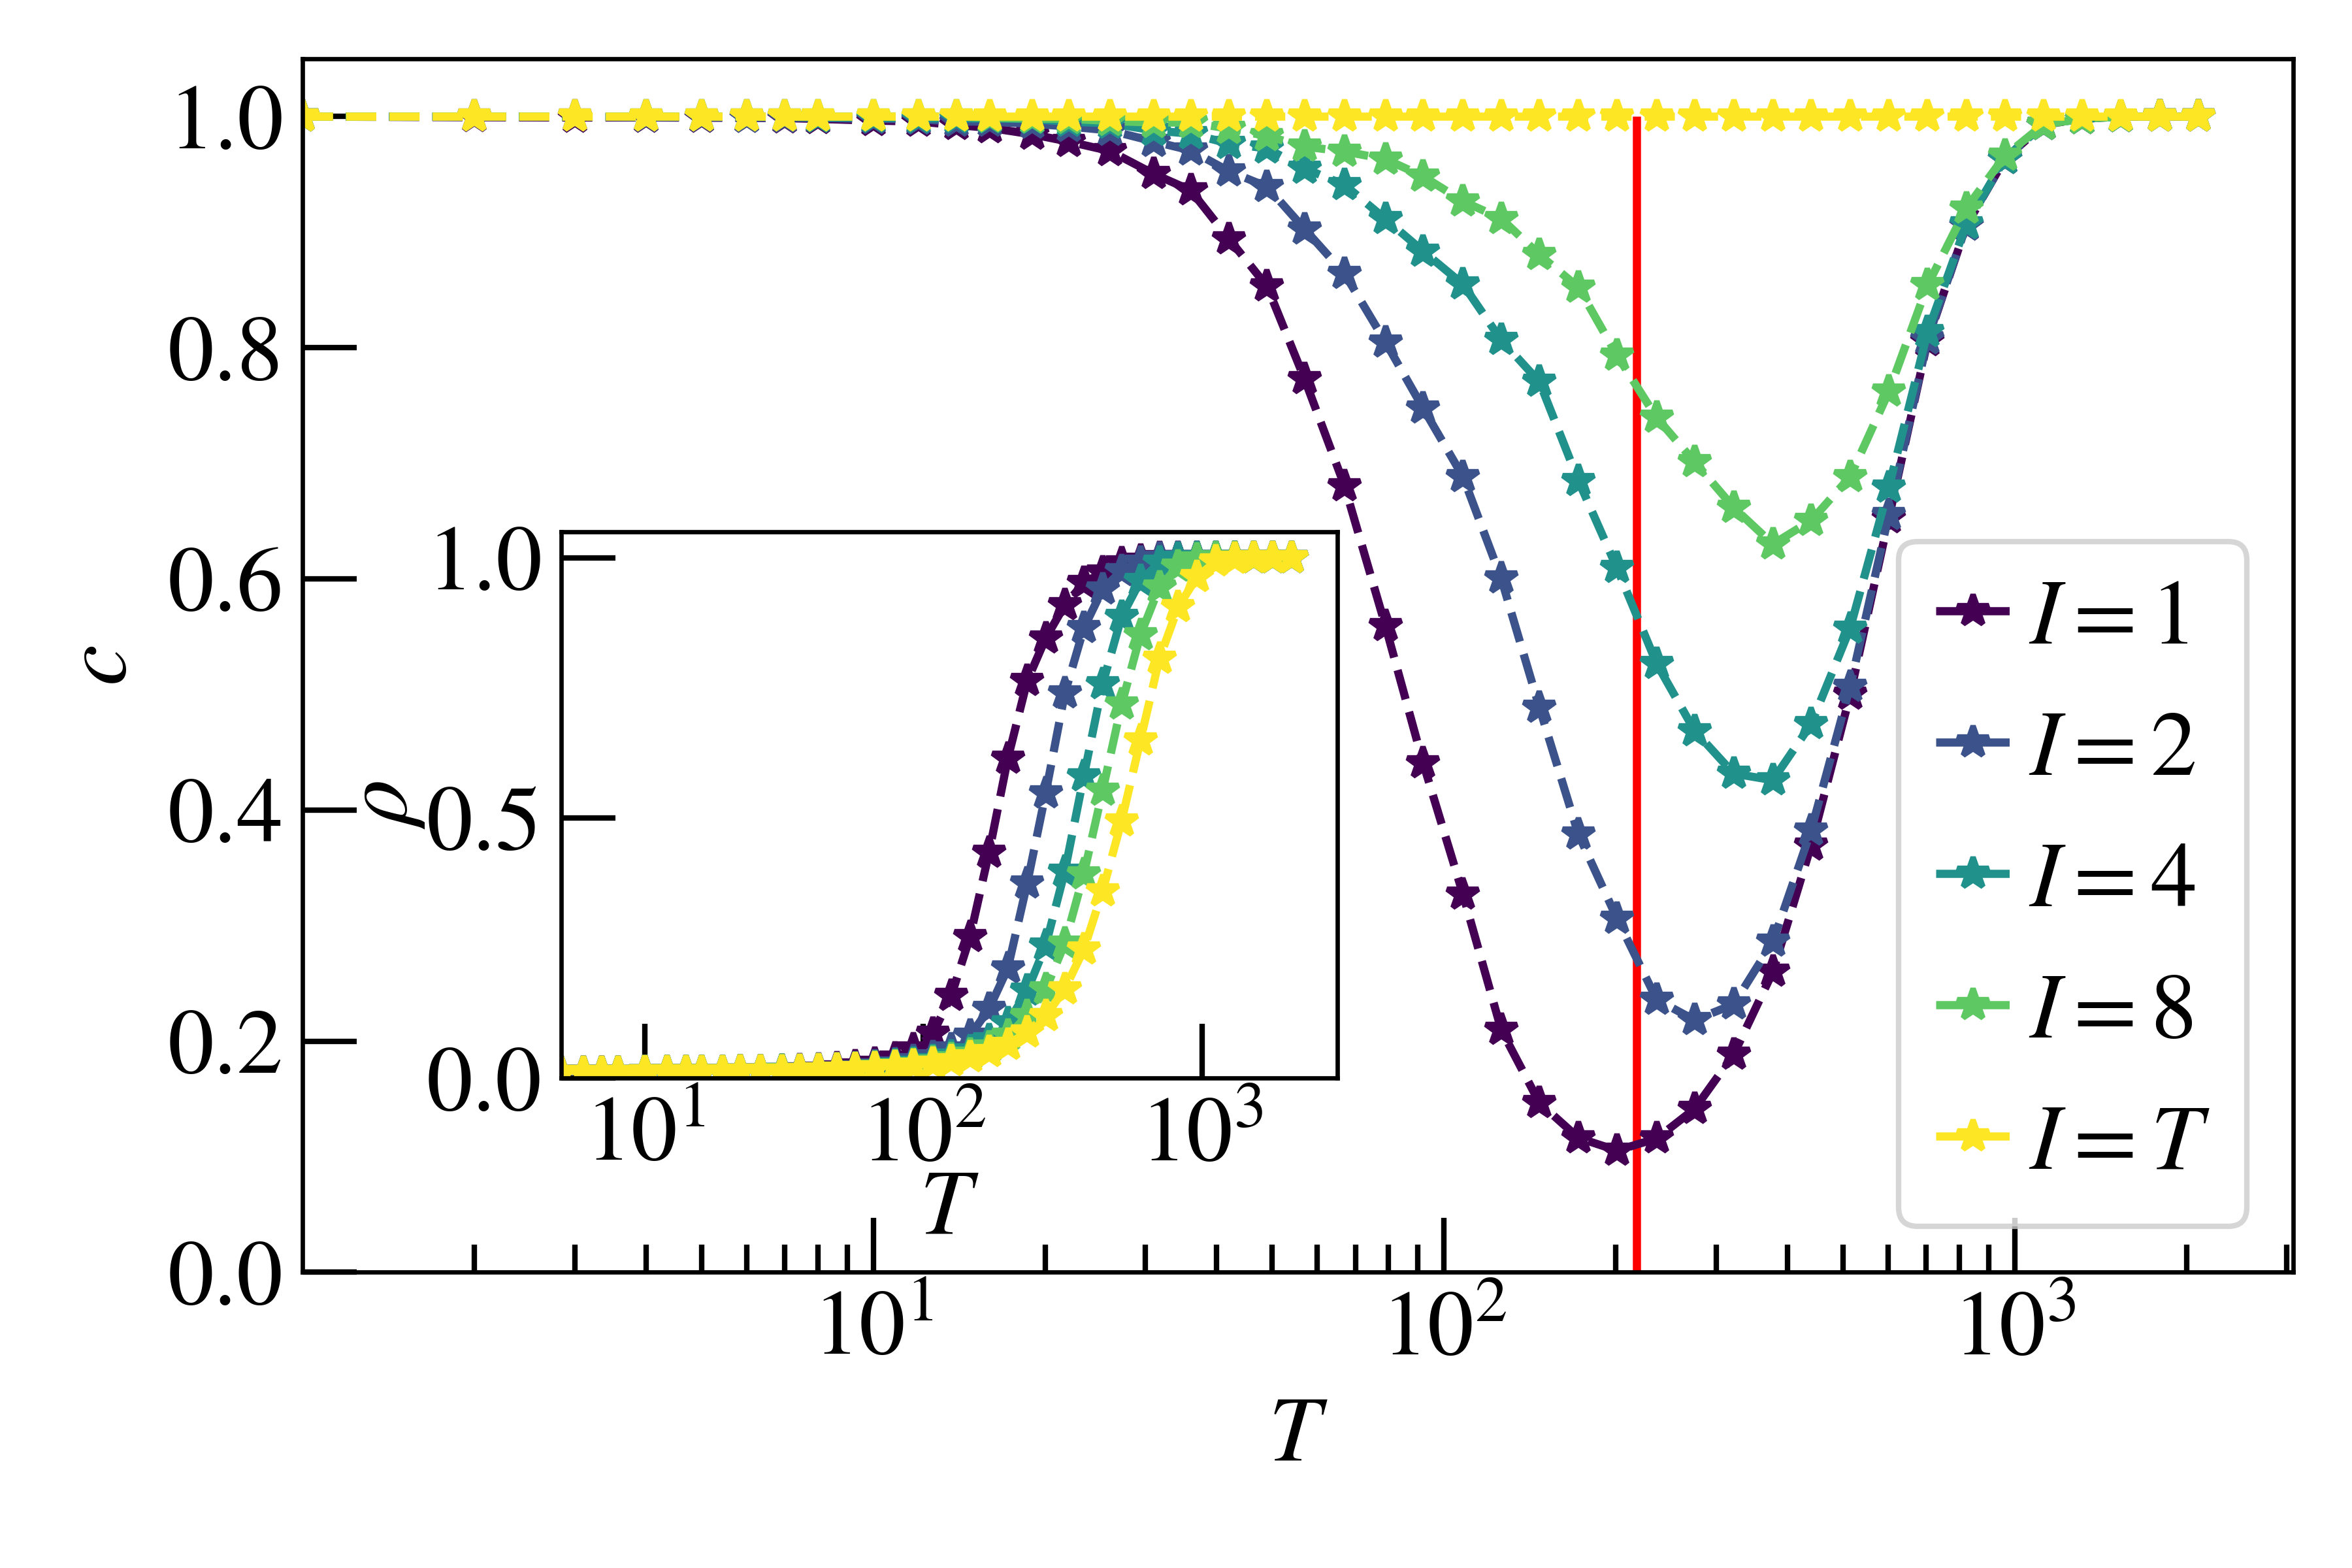 1.0
0.8
0.6
0.4
0.2
0.0
c
10¹
10²
10³
T
1.0
0.5
0.0
ρ
10¹
10²
10³
T
I = 1
I = 2
I = 4
I = 8
I = T